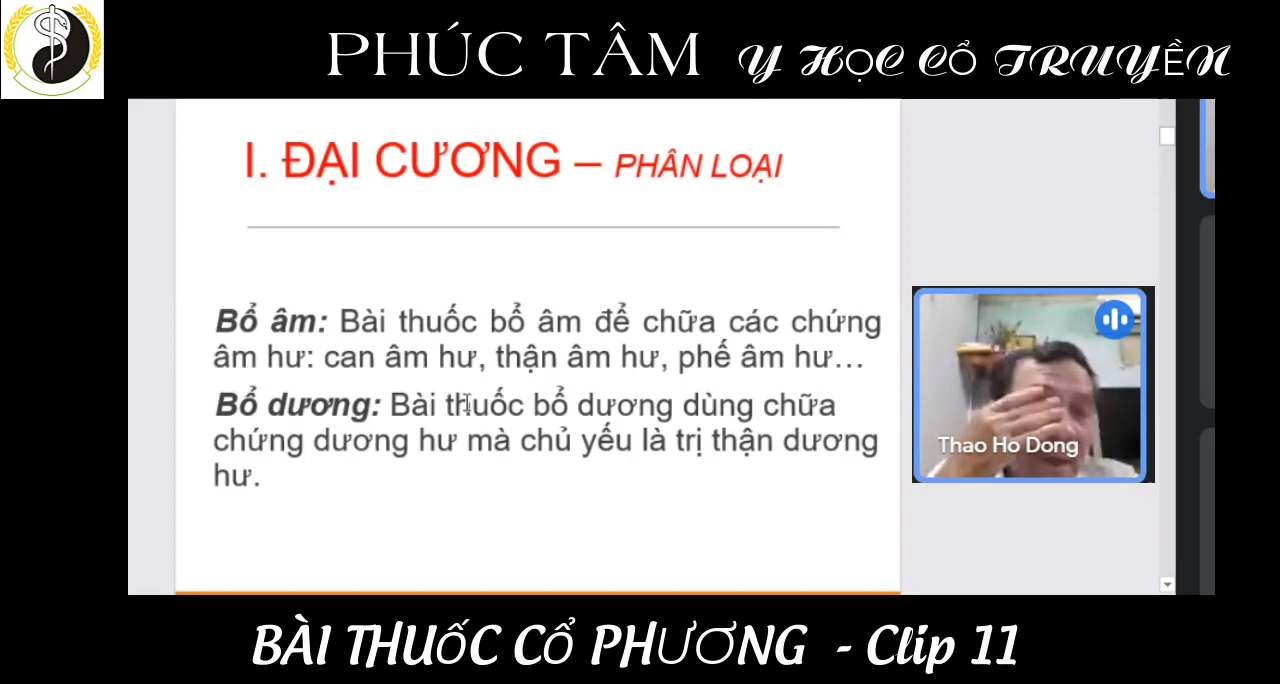 PHÚC TÂM Y HỌC CỔ TRUYỀN
I. ĐẠI CƯƠNG – PHÂN LOẠI
Bổ âm: Bài thuốc bổ âm để chữa các chứng
âm hư: can âm hư, thận âm hư, phế âm hư...
Bổ dương: Bài thuốc bổ dương dùng chữa
chứng dương hư mà chủ yếu là trị thận dương
hư.
Thao Ho Dong
BÀI THUỐC CỔ PHƯƠNG - Clip 11